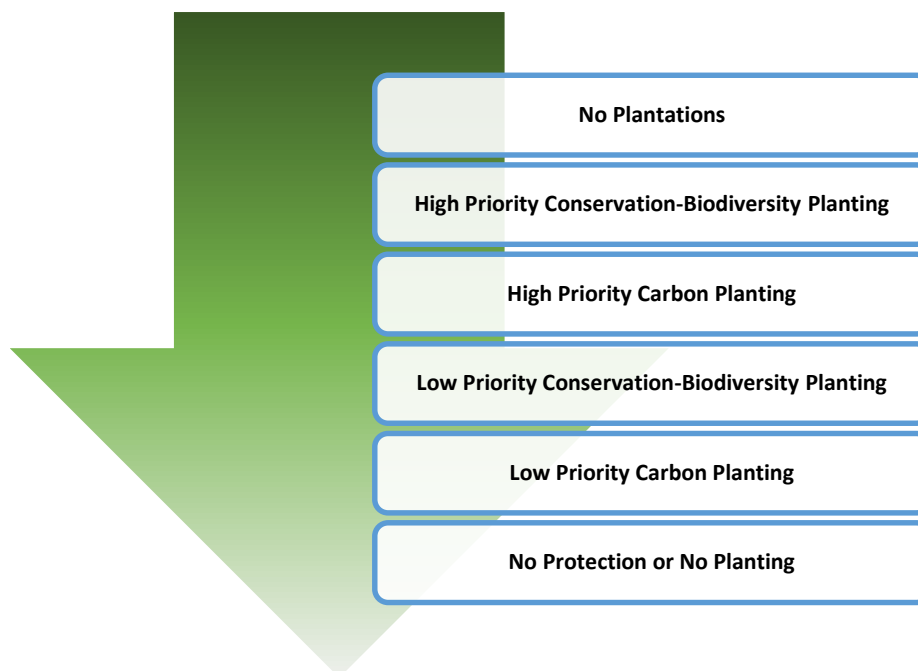 No Plantations
High Priority Conservation-Biodiversity Planting
High Priority Carbon Planting
Low Priority Conservation-Biodiversity Planting
Low Priority Carbon Planting
No Protection or No Planting